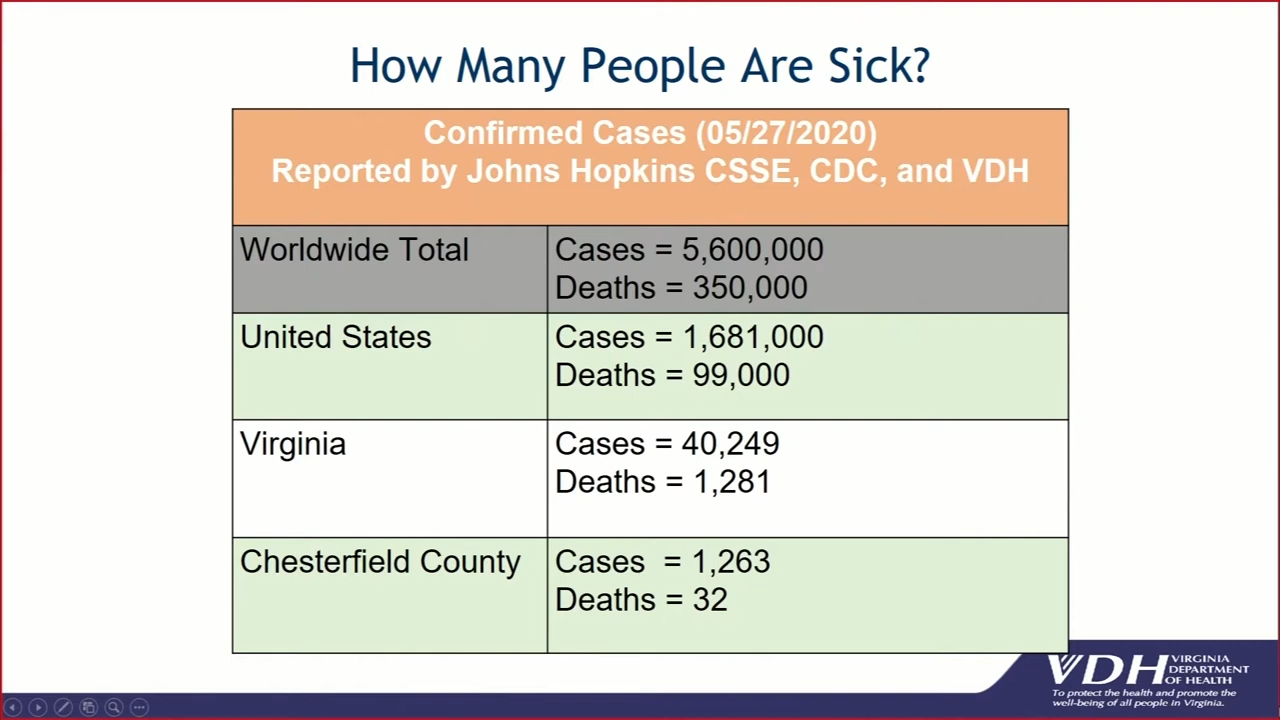 How Many People Are Sick?
Confirmed Cases (05/27/2020)
Reported by Johns Hopkins CSSE, CDC, and VDH
Worldwide Total
Cases = 5,600,000
Deaths = 350,000
United States
Cases = 1,681,000
Deaths = 99,000
Virginia
Cases = 40,249
Deaths = 1,281
Chesterfield County
Cases  = 1,263
Deaths = 32
VDH
VIRGINIA
DEPARTMENT
OF HEALTH
To protect the health and promote the
well-being of all people in Virginia.